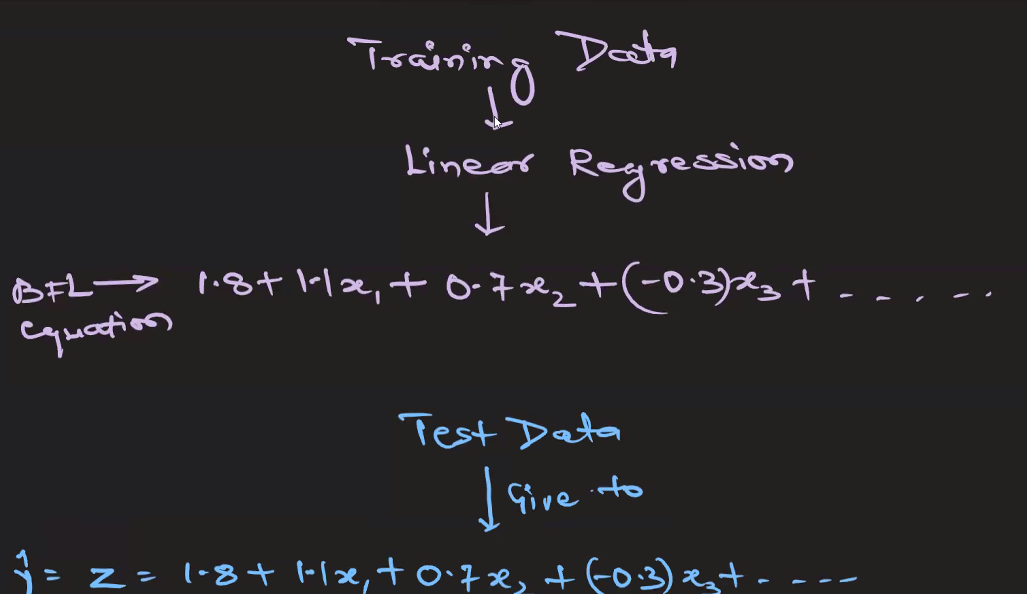 Training Data
↓
Linear Regression
↓
BFL → 1.8 + 1.1x₁ + 0.7x₂ + (-0.3)x₃ + - - - - - -
equation
Test Data
↓ Give to
ŷ = z = 1.8 + 1.1x₁ + 0.7x₂ + (-0.3)x₃ + - - - - -